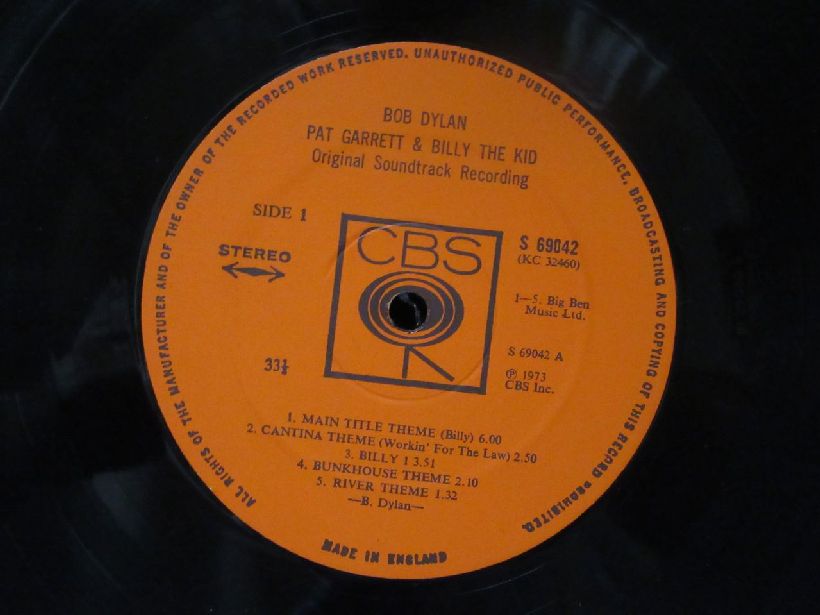 ALL RIGHTS OF THE MANUFACTURER AND OF THE OWNER OF THE RECORDED WORK RESERVED. UNAUTHORIZED PUBLIC PERFORMANCE, BROADCASTING AND COPYING OF THIS RECORD PROHIBITED.
BOB DYLAN
PAT GARRETT & BILLY THE KID
Original Soundtrack Recording
SIDE 1
STEREO
CBS
S 69042
(KC 32460)
1—5. Big Ben
Music Ltd.
S 69042 A
℗ 1973
CBS Inc.
33⅓
1. MAIN TITLE THEME (Billy) 6.00
2. CANTINA THEME (Workin' For The Law) 2.50
3. BILLY 1 3.51
4. BUNKHOUSE THEME 2.10
5. RIVER THEME 1.32
—B. Dylan—
MADE IN ENGLAND